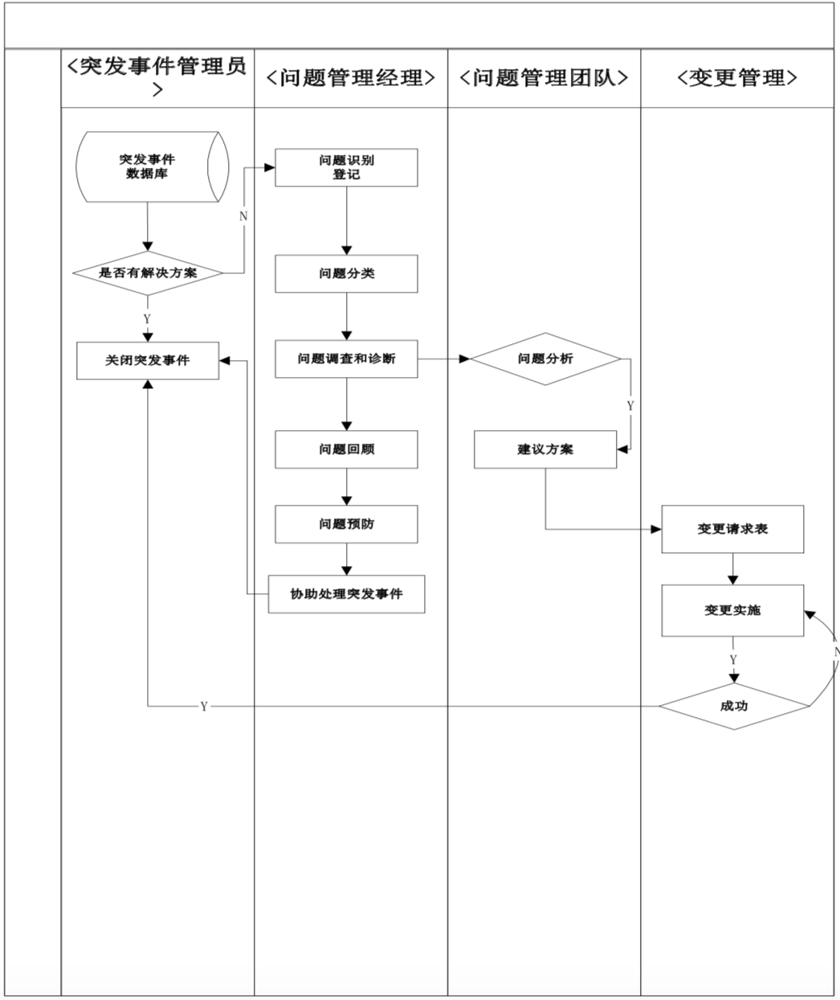 <突发事件管理员
>
<问题管理经理>
<问题管理团队>
<变更管理>
突发事件
数据库
问题识别
登记
N
是否有解决方案
问题分类
Y
关闭突发事件
问题调查和诊断
问题分析
Y
问题回顾
建议方案
问题预防
变更请求表
协助处理突发事件
变更实施
N
Y
Y
成功